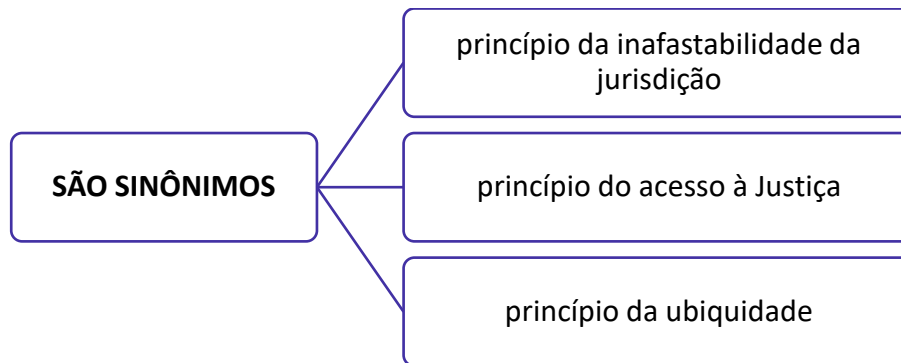 SÃO SINÔNIMOS
princípio da inafastabilidade da
jurisdição
princípio do acesso à Justiça
princípio da ubiquidade